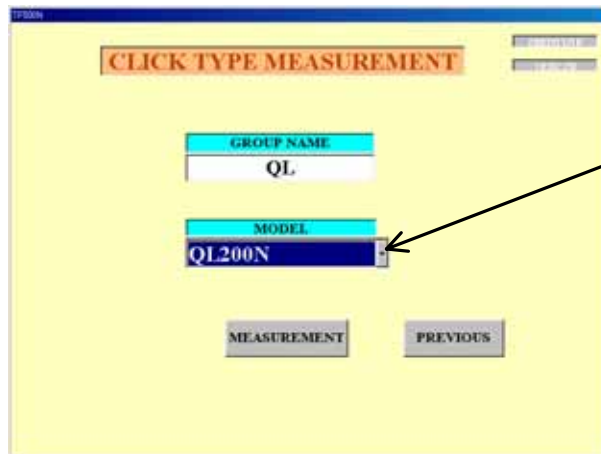 CLICK TYPE MEASUREMENT
GROUP NAME
QL
MODEL
QL200N
MEASUREMENT
PREVIOUS